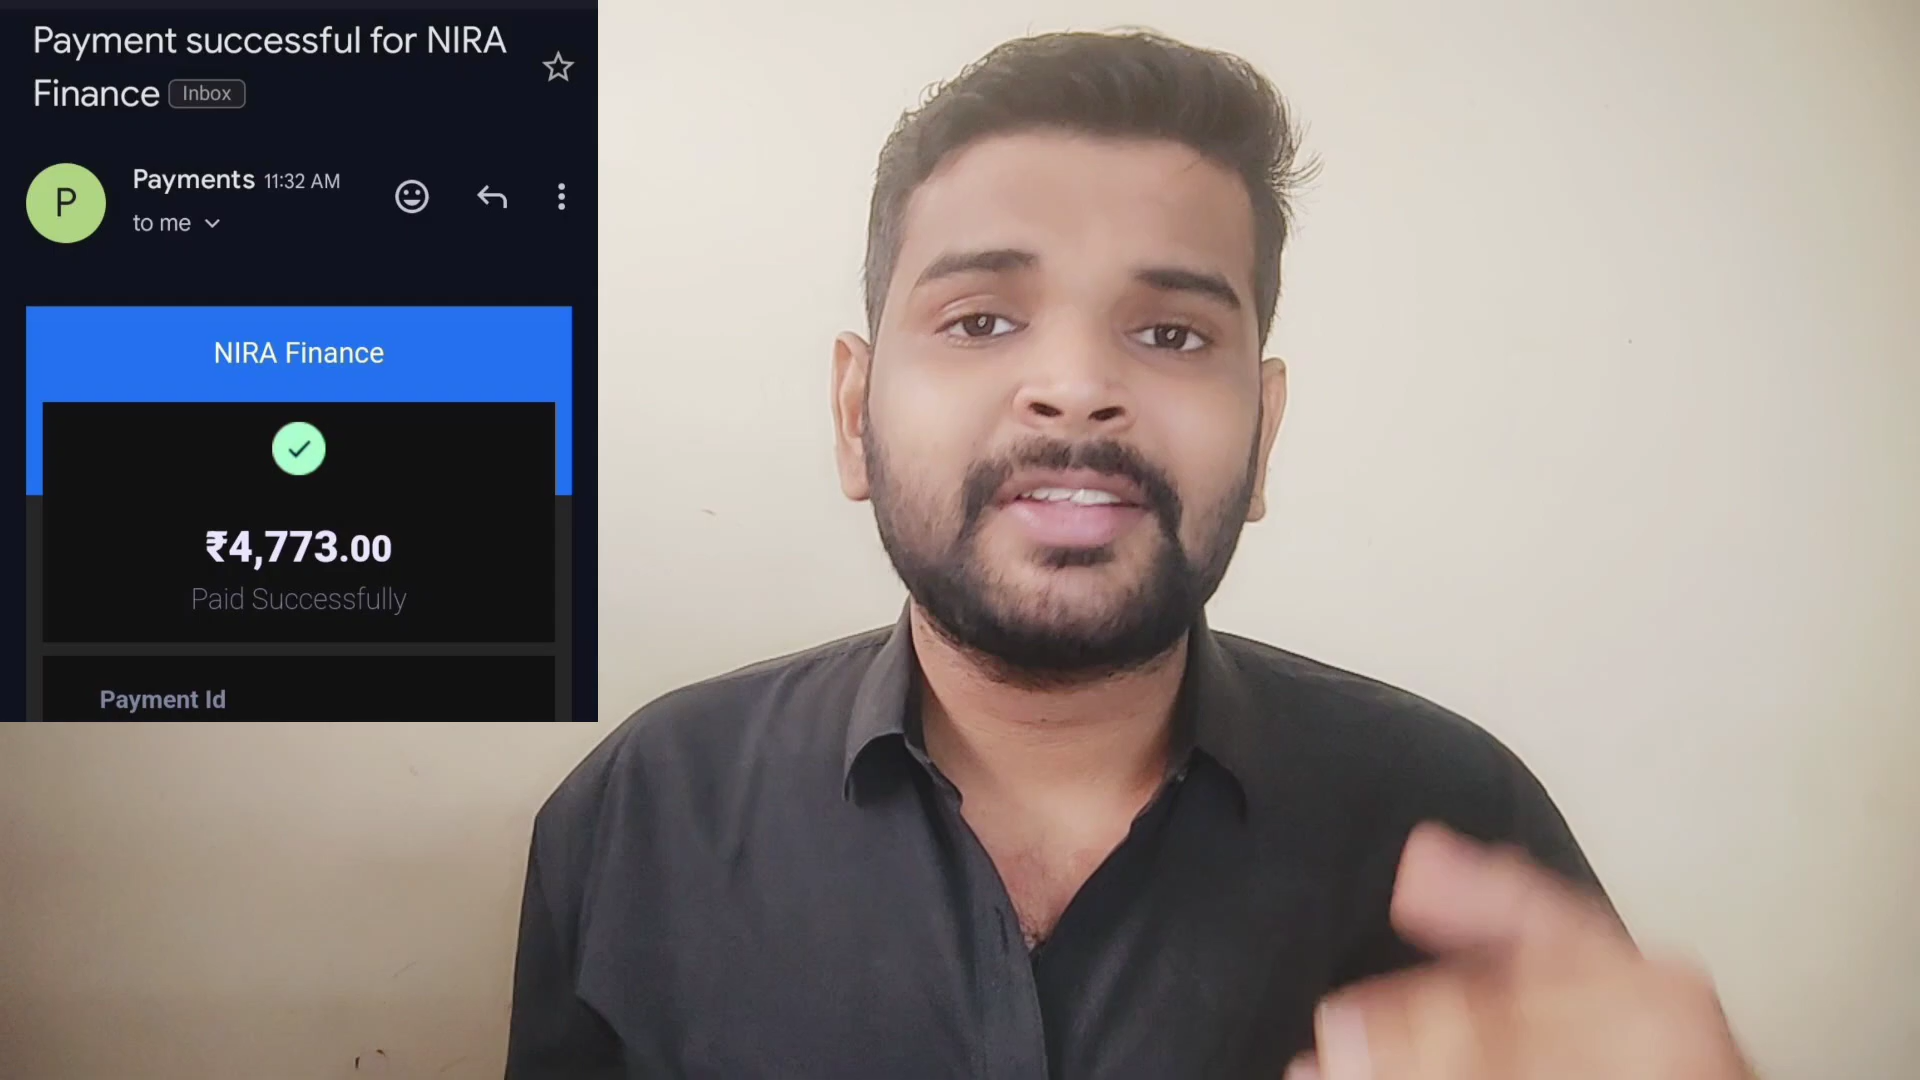 Payment successful for NIRA
Finance Inbox
P
Payments 11:32 AM
to me
NIRA Finance
₹4,773.00
Paid Successfully
Payment Id